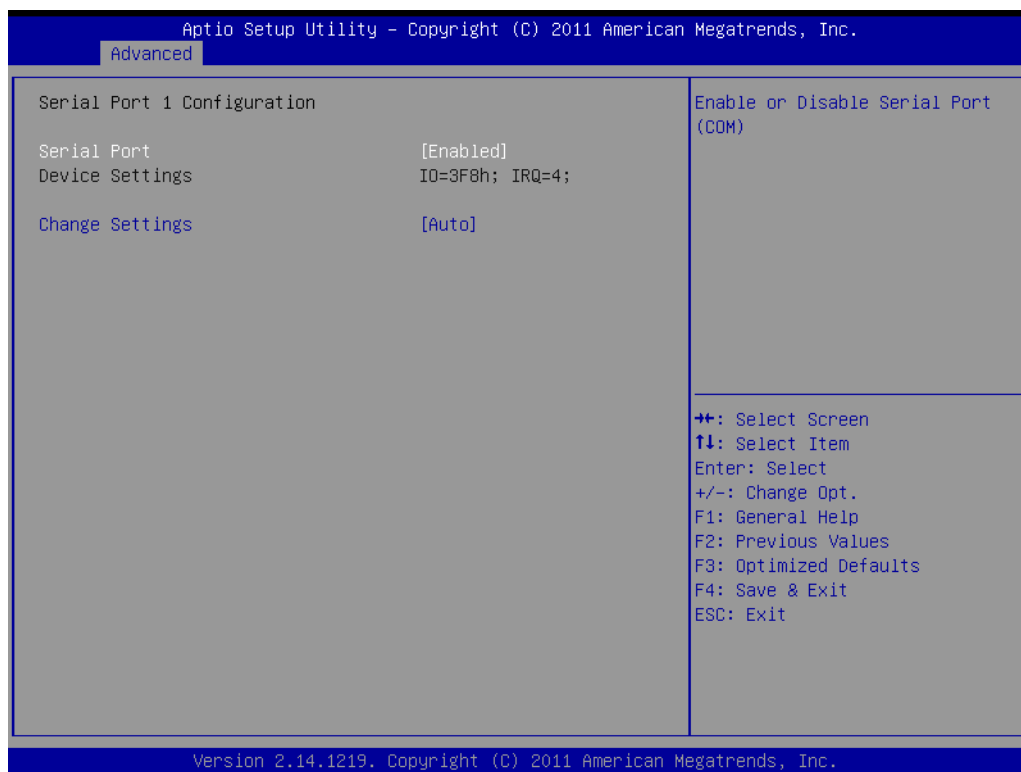 Aptio Setup Utility – Copyright (C) 2011 American Megatrends, Inc.
Advanced
Serial Port 1 Configuration
Serial Port [Enabled]
Device Settings IO=3F8h; IRQ=4;
Change Settings [Auto]
Enable or Disable Serial Port
(COM)
→←: Select Screen
↑↓: Select Item
Enter: Select
+/-: Change Opt.
F1: General Help
F2: Previous Values
F3: Optimized Defaults
F4: Save & Exit
ESC: Exit
Version 2.14.1219. Copyright (C) 2011 American Megatrends, Inc.